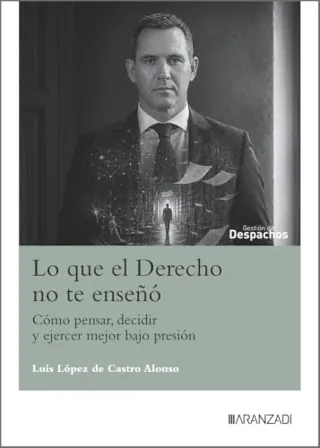 Gestión de
Despachos
Lo que el Derecho
no te enseñó
Cómo pensar, decidir
y ejercer mejor bajo presión
Luis López de Castro Alonso
ARANZADI